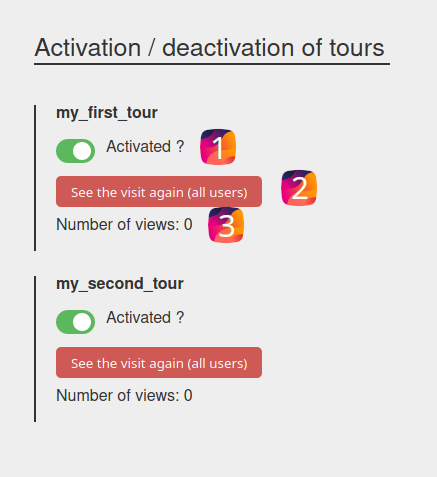 Activation / deactivation of tours
my_first_tour
Activated ? 1
See the visit again (all users) 2
Number of views: 0 3
my_second_tour
Activated ?
See the visit again (all users)
Number of views: 0